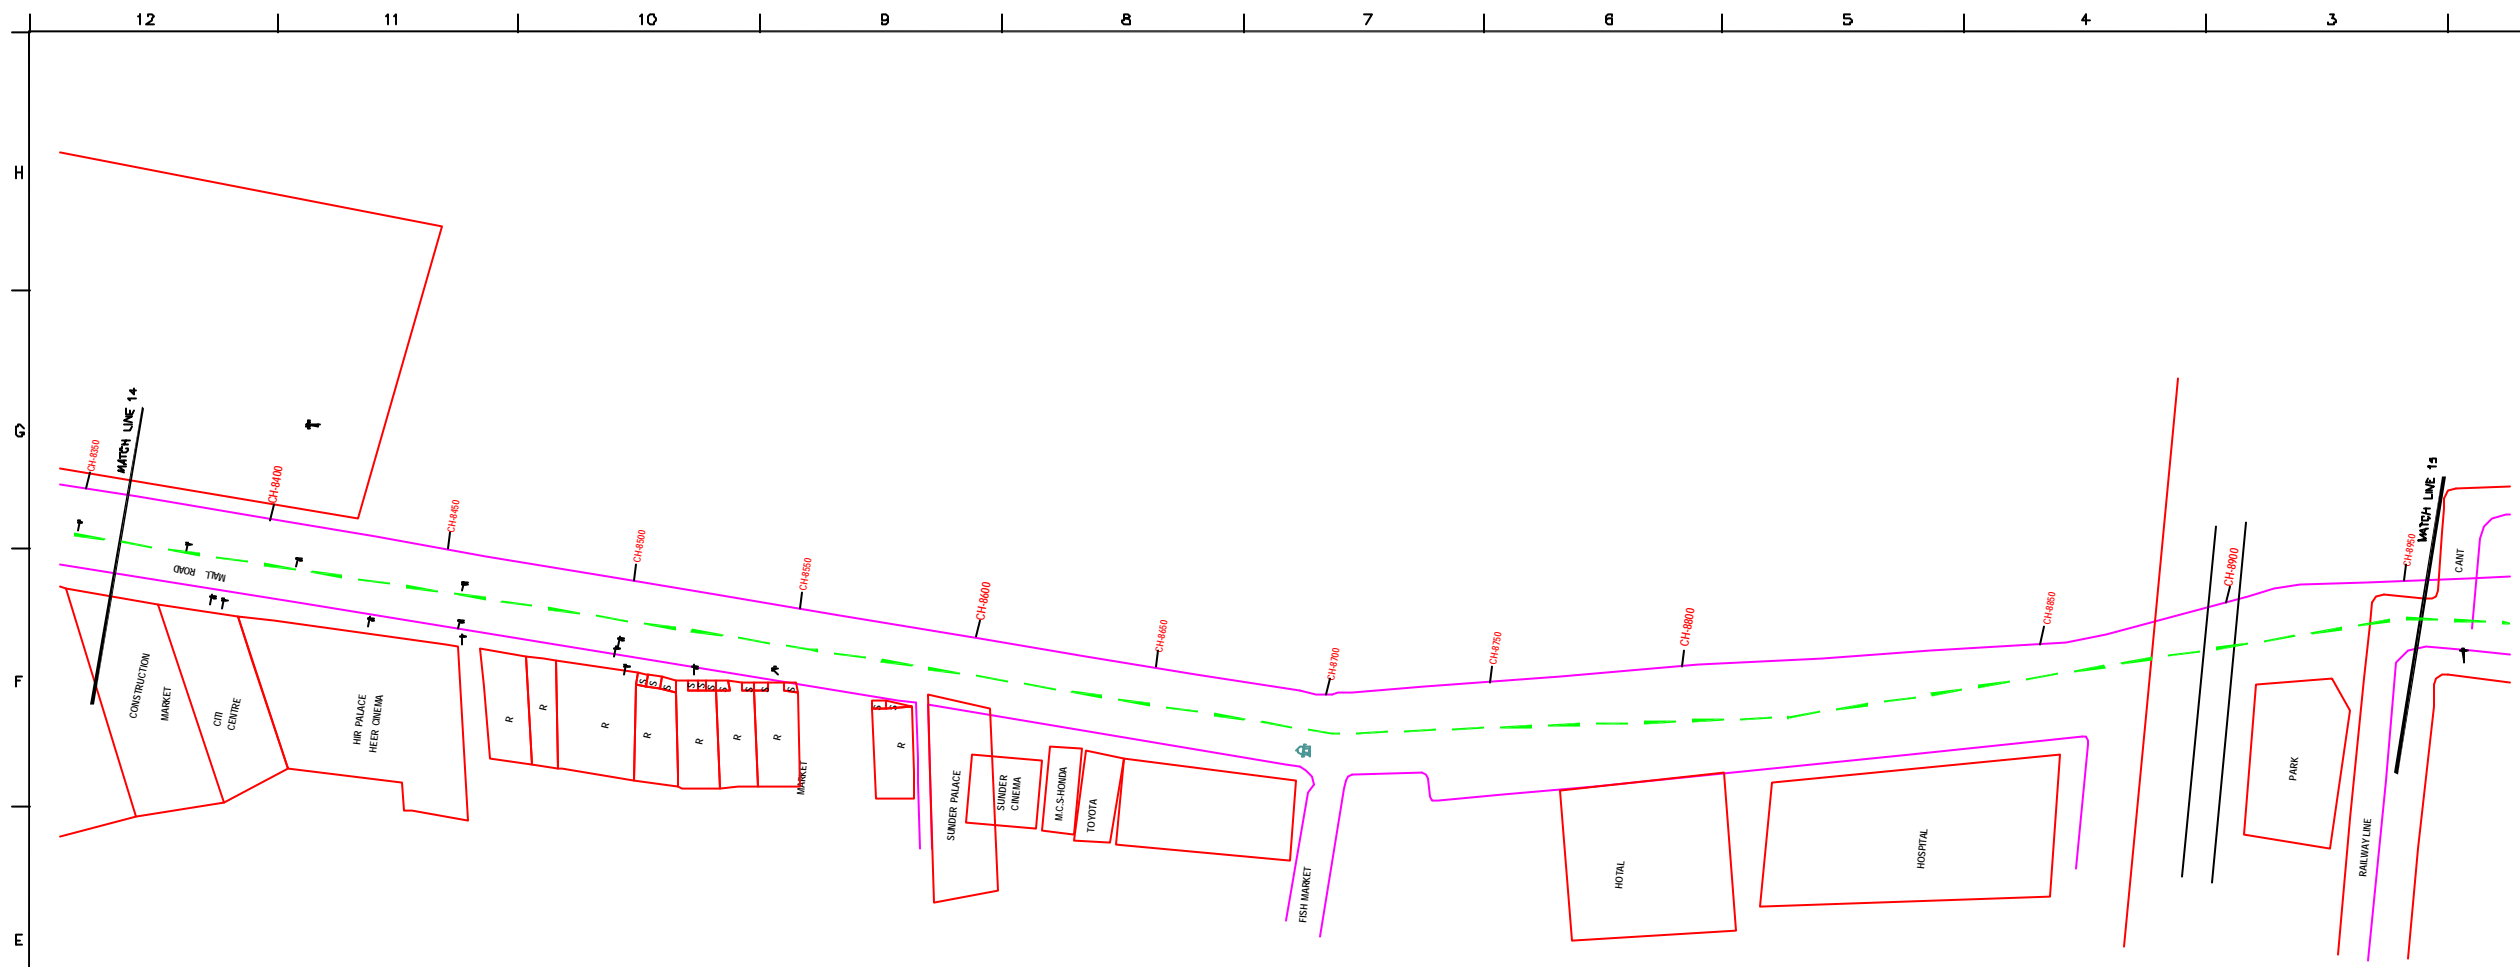 12 11 10 9 8 7 6 5 4 3
H
G
F
E
MATCH LINE 14
MATCH LINE 15
CH-8350
CH-8400
CH-8450
CH-8500
CH-8550
CH-8600
CH-8650
CH-8700
CH-8750
CH-8800
CH-8850
CH-8900
CH-8950
MALL ROAD
CONSTRUCTION
MARKET
CITI
CENTRE
HIR PALACE
HEER CINEMA
R
R
R
R
R
R
R
S
S
S
S
S
S
S
S
S
S
MARKET
S
S
R
SUNDER PALACE
SUNDER
CINEMA
M.C.S-HONDA
TOYOTA
FISH MARKET
HOTAL
HOSPITAL
PARK
RAILWAY LINE
CANT